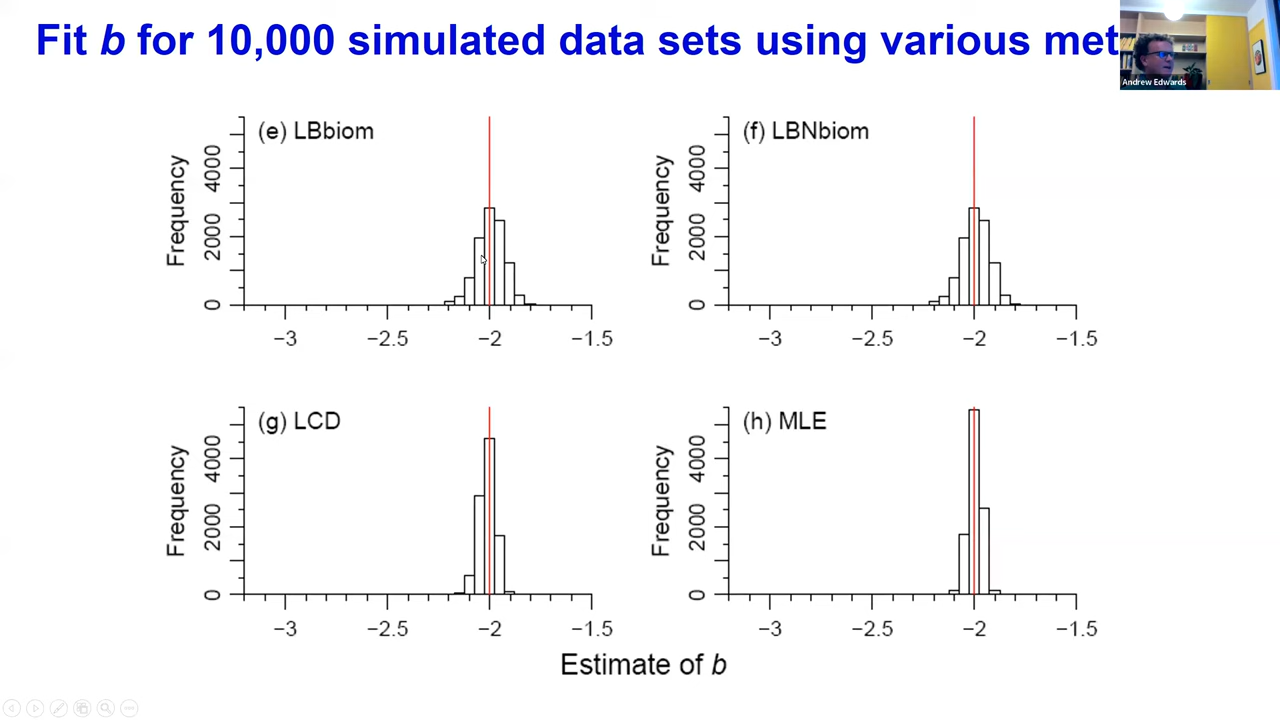 Fit b for 10,000 simulated data sets using various met
Andrew Edwards
(e) LBbiom
Frequency
0 2000 4000
−3 −2.5 −2 −1.5
(f) LBNbiom
Frequency
0 2000 4000
−3 −2.5 −2 −1.5
(g) LCD
Frequency
0 2000 4000
−3 −2.5 −2 −1.5
(h) MLE
Frequency
0 2000 4000
−3 −2.5 −2 −1.5
Estimate of b